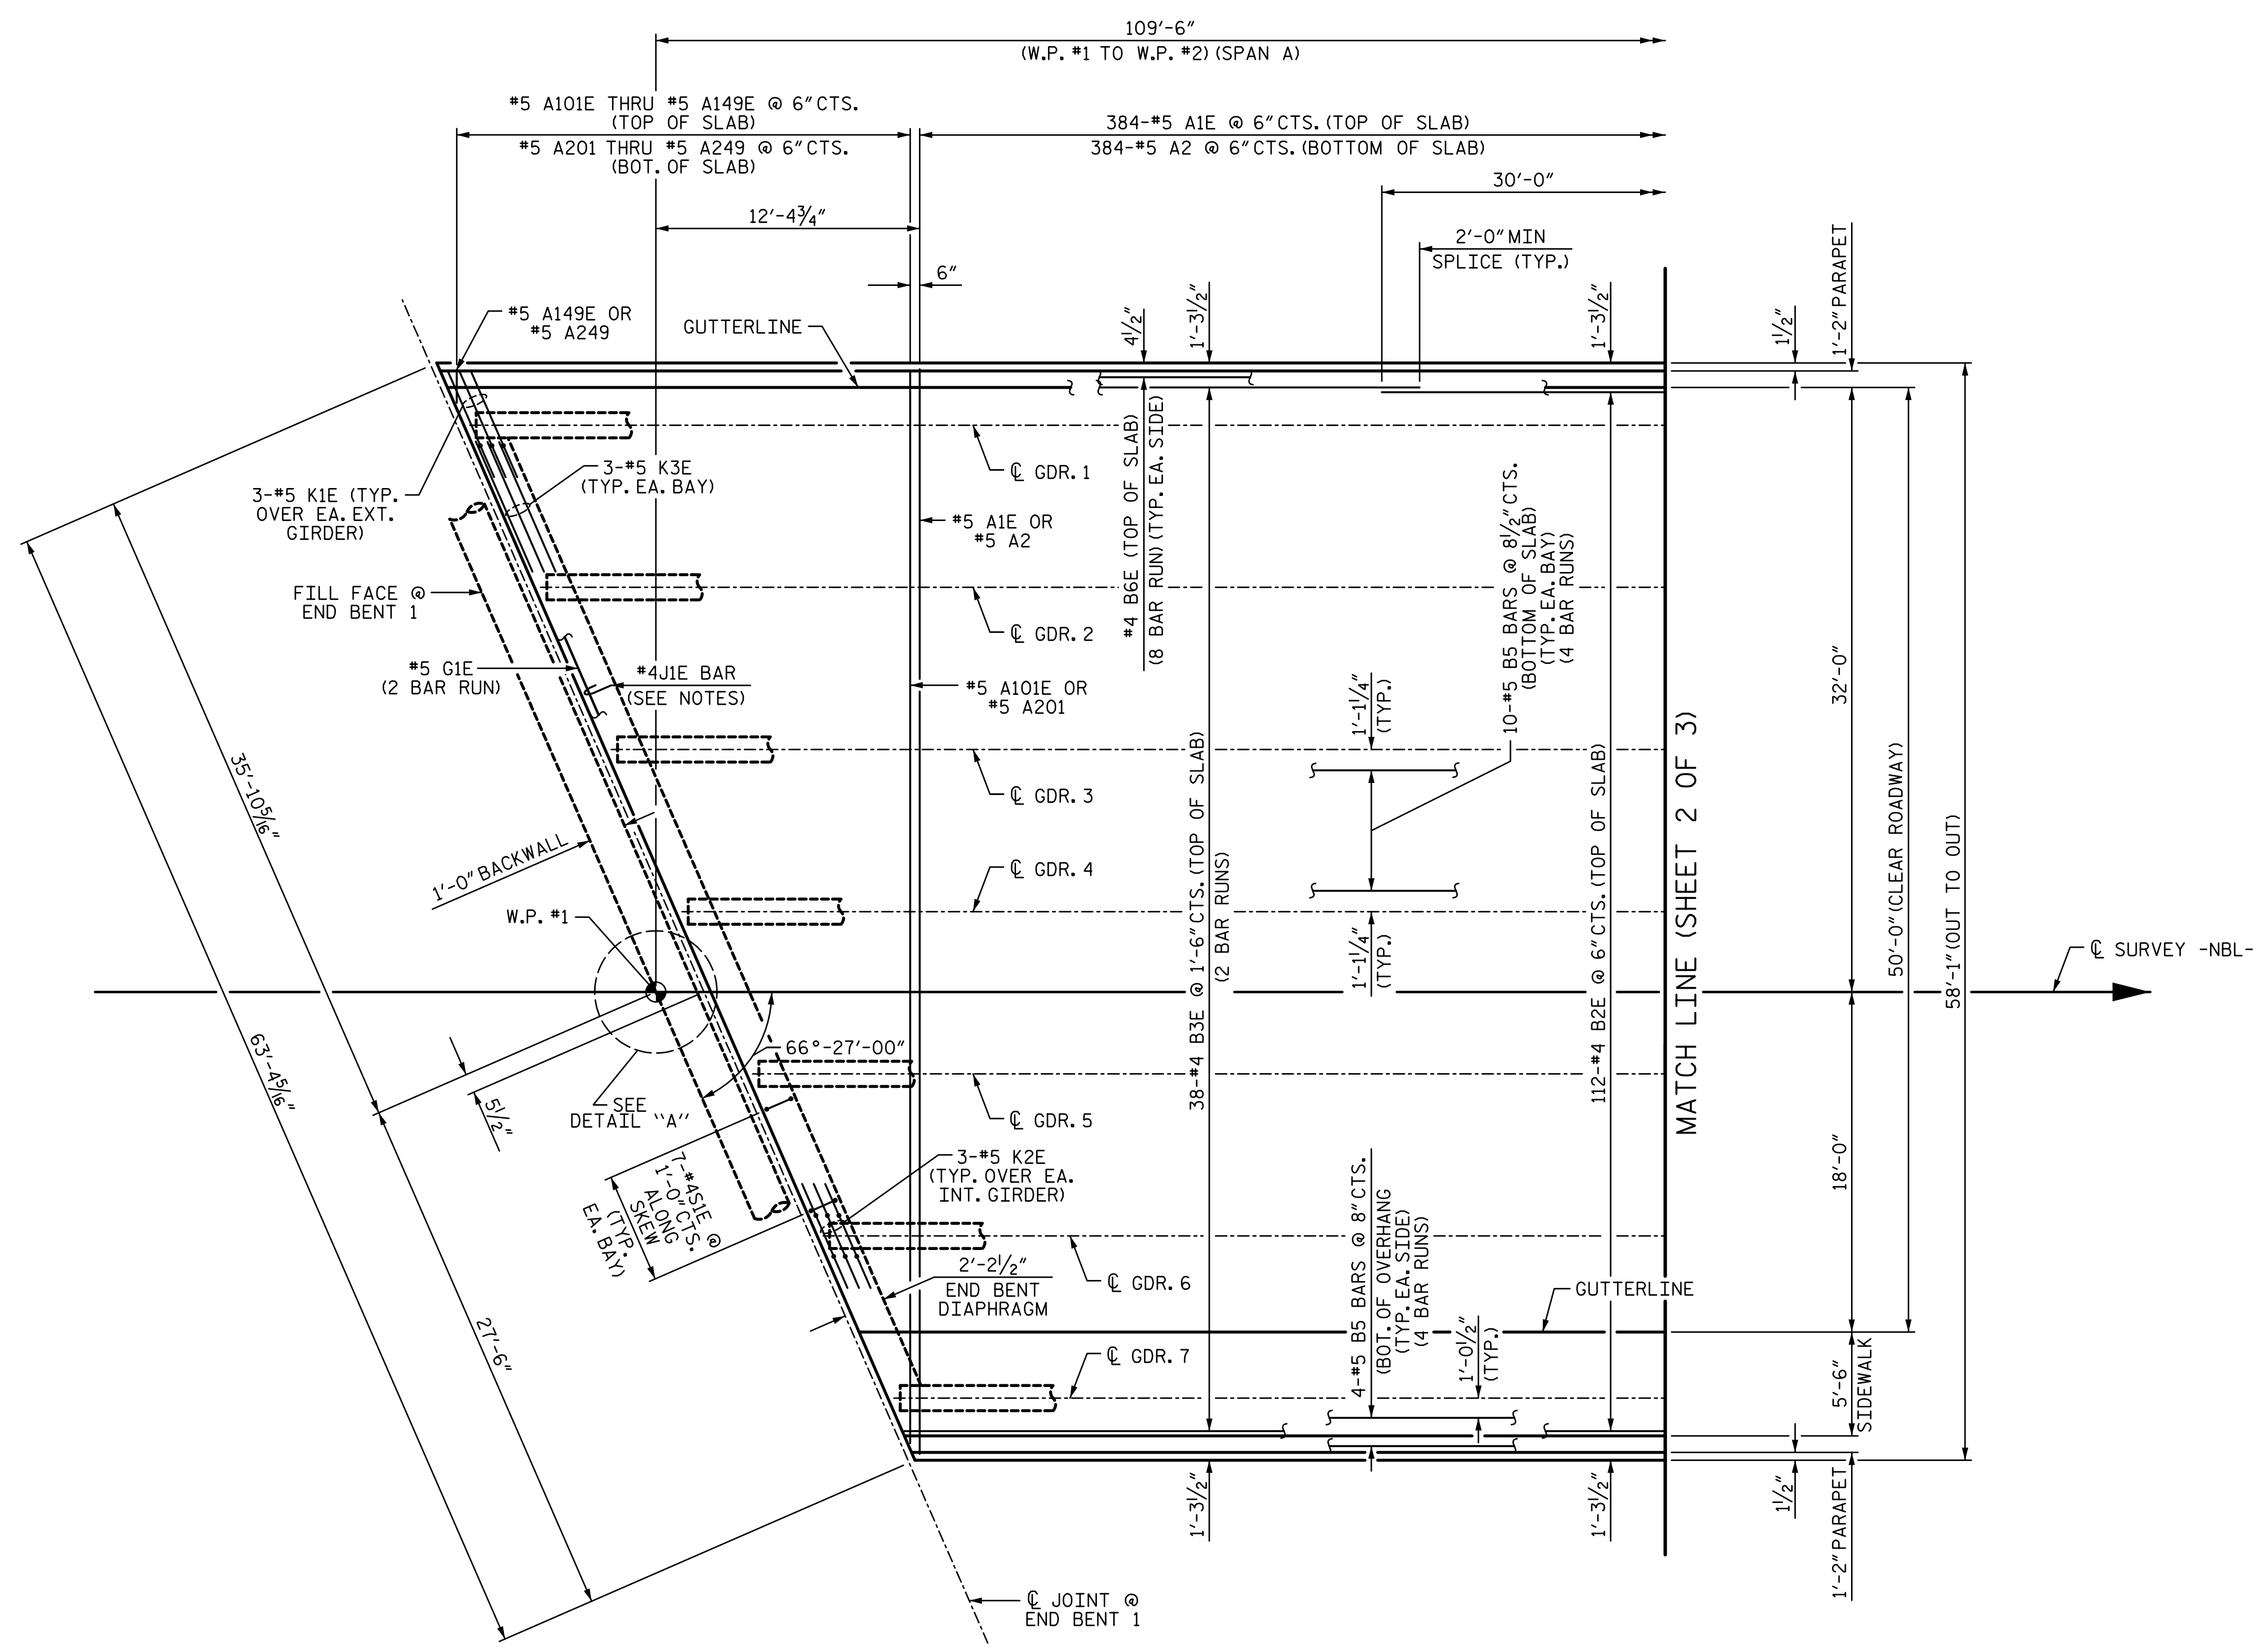 109'-6"
(W.P. #1 TO W.P. #2) (SPAN A)
#5 A101E THRU #5 A149E @ 6" CTS.
(TOP OF SLAB)
#5 A201 THRU #5 A249 @ 6" CTS.
(BOT. OF SLAB)
384-#5 A1E @ 6" CTS. (TOP OF SLAB)
384-#5 A2 @ 6" CTS. (BOTTOM OF SLAB)
30'-0"
12'-4¾"
2'-0" MIN
SPLICE (TYP.)
6"
#5 A149E OR
#5 A249
GUTTERLINE
4½"
1'-3½"
1'-3½"
1½"
1'-2" PARAPET
3-#5 K1E (TYP.
OVER EA. EXT.
GIRDER)
3-#5 K3E
(TYP. EA. BAY)
℄ GDR. 1
#5 A1E OR
#5 A2
#4 B6E (TOP OF SLAB)
(8 BAR RUN) (TYP. EA. SIDE)
10-#5 B5 BARS @ 8½" CTS.
(BOTTOM OF SLAB)
(TYP. EA. BAY)
(4 BAR RUNS)
FILL FACE @
END BENT 1
℄ GDR. 2
#5 G1E
(2 BAR RUN)
#4J1E BAR
(SEE NOTES)
#5 A101E OR
#5 A201
1'-1¼"
(TYP.)
32'-0"
35'-10⁵⁄₁₆"
℄ GDR. 3
38-#4 B3E @ 1'-6" CTS. (TOP OF SLAB)
(2 BAR RUNS)
112-#4 B2E @ 6" CTS. (TOP OF SLAB)
MATCH LINE (SHEET 2 OF 3)
50'-0" (CLEAR ROADWAY)
58'-1" (OUT TO OUT)
1'-0" BACKWALL
℄ GDR. 4
W.P. #1
1'-1¼"
(TYP.)
℄ SURVEY -NBL-
63'-4⁵⁄₁₆"
66°-27'-00"
5½"
SEE
DETAIL "A"
℄ GDR. 5
7-#4S1E @
1'-0" CTS.
ALONG
SKEW
(TYP.
EA. BAY)
3-#5 K2E
(TYP. OVER EA.
INT. GIRDER)
4-#5 B5 BARS @ 8" CTS.
(BOT. OF OVERHANG
(TYP. EA. SIDE)
(4 BAR RUNS)
18'-0"
2'-2½"
END BENT
DIAPHRAGM
℄ GDR. 6
GUTTERLINE
27'-6"
℄ GDR. 7
1'-0½"
(TYP.)
5'-6"
SIDEWALK
1'-3½"
1'-3½"
1½"
1'-2" PARAPET
℄ JOINT @
END BENT 1